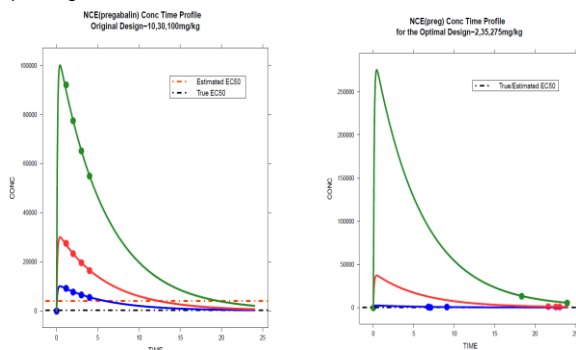 NCE(pregabalin) Conc Time Profile
Original Design~10,30,100mg/kg
Estimated EC50
True EC50
100000
80000
60000
40000
20000
0
CONC
0 5 10 15 20 25
TIME
NCE(preg) Conc Time Profile
for the Optimal Design~2,35,275mg/kg
True/Estimated EC50
250000
200000
150000
100000
50000
0
CONC
0 5 10 15 20 25
TIME